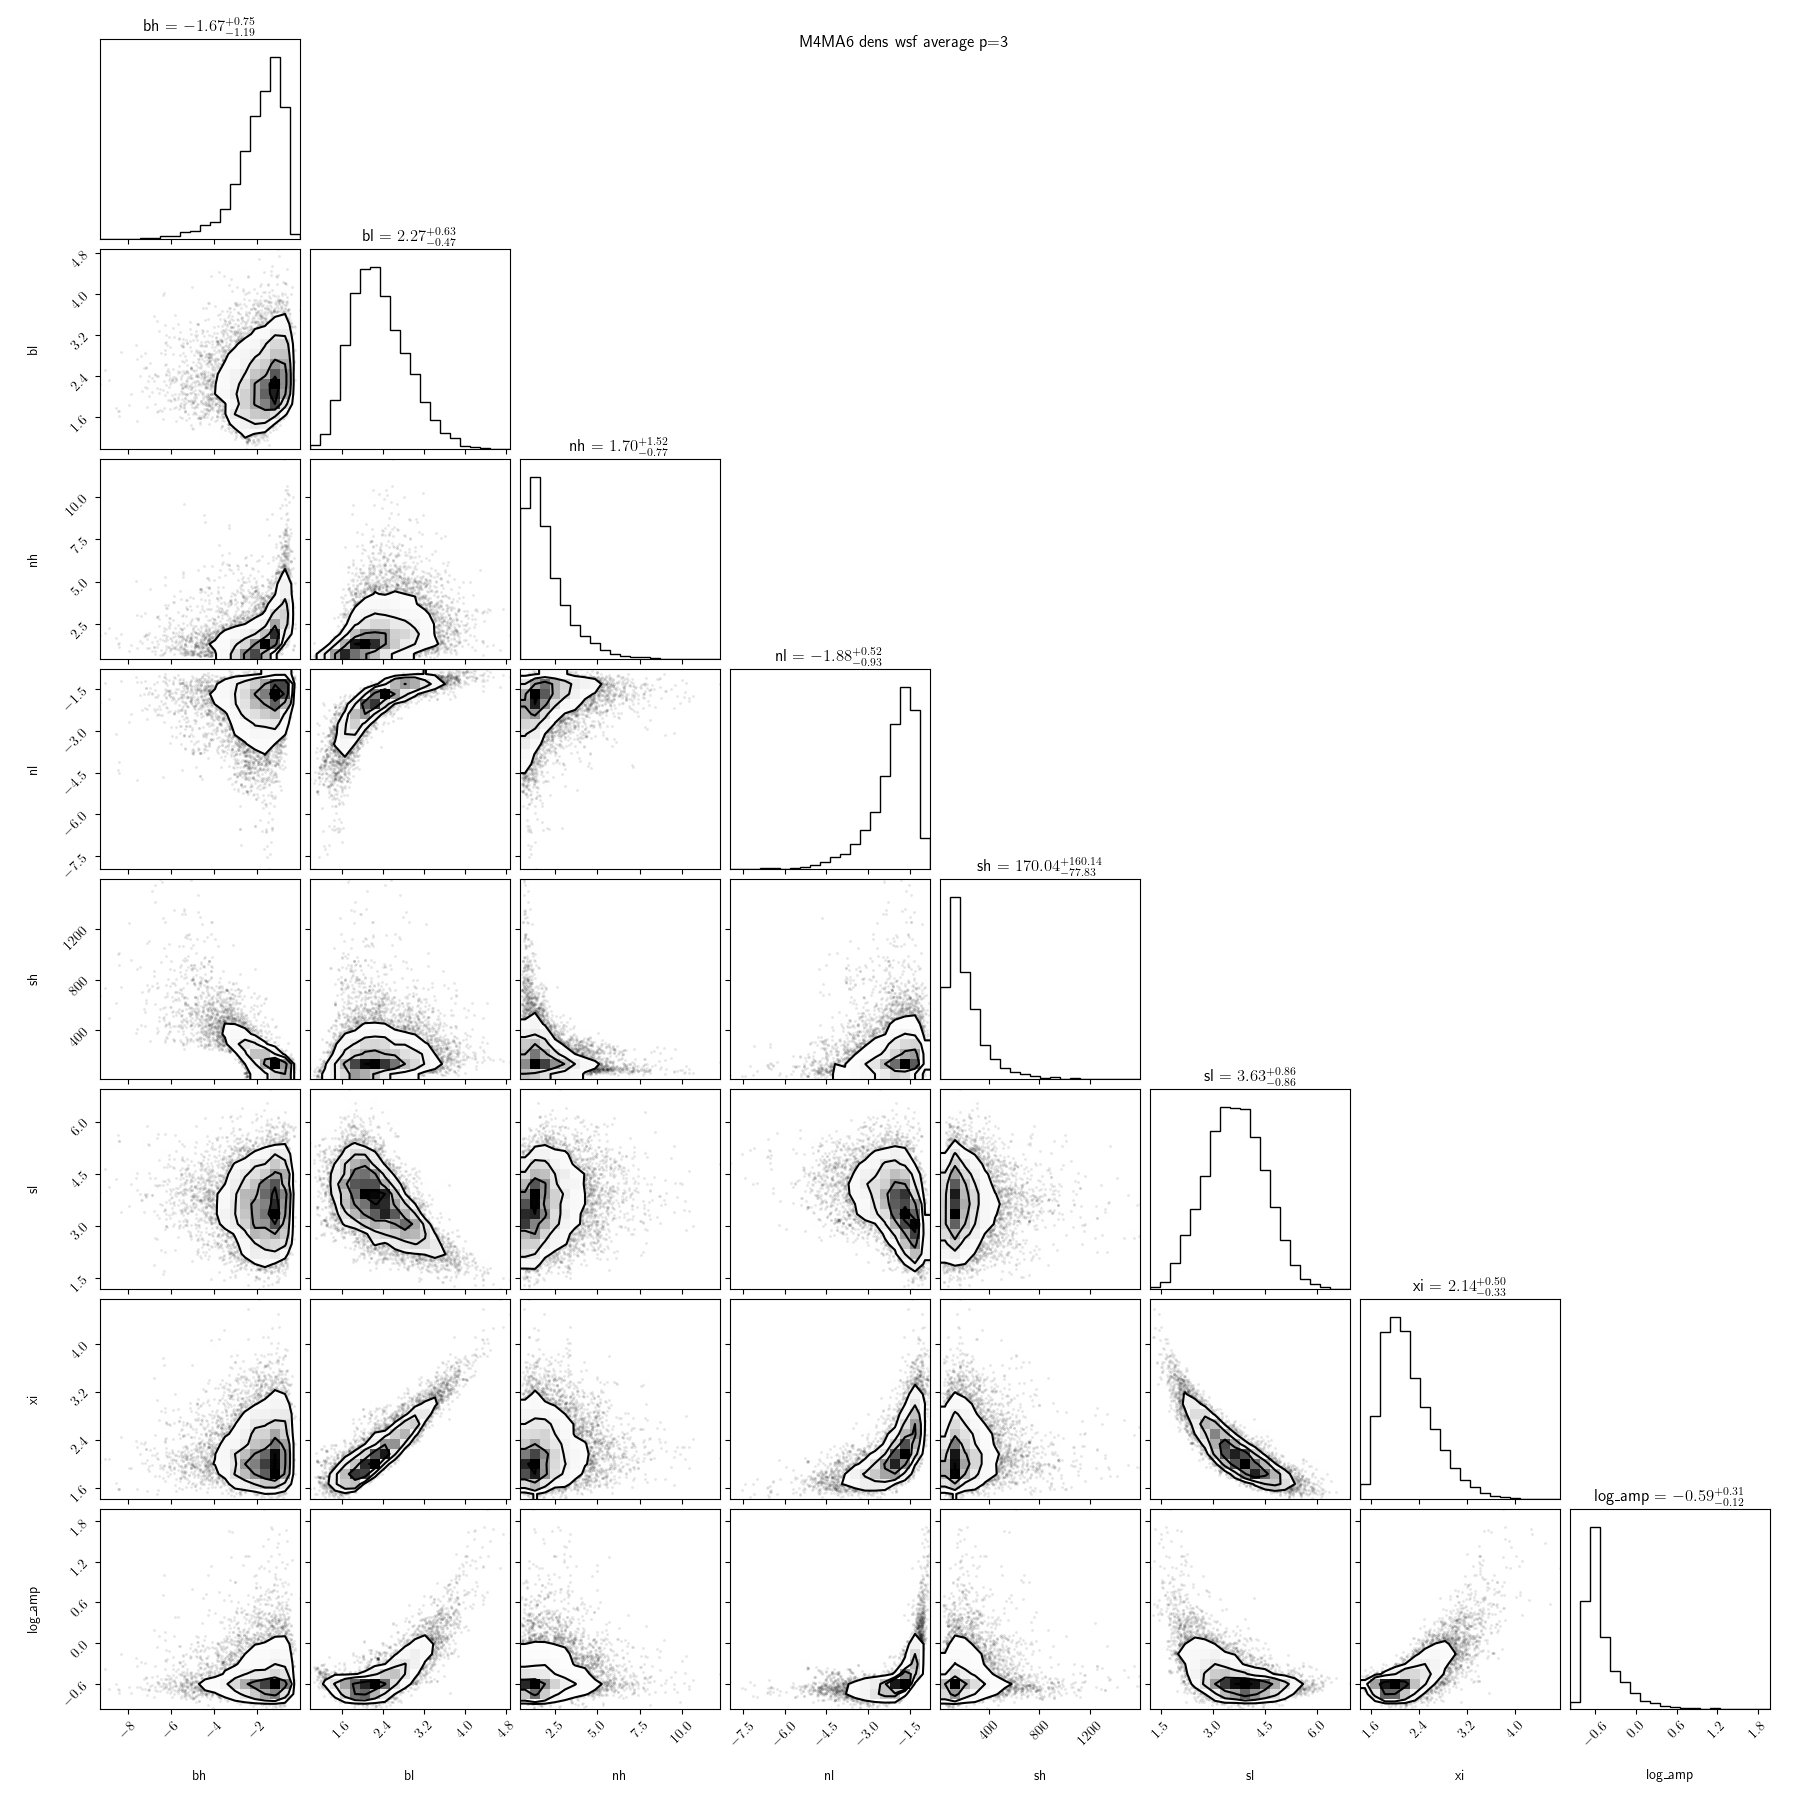 bh = −1.67+0.75−1.19
M4MA6 dens wsf average p=3
bl = 2.27+0.63−0.47
4.8
4.0
3.2
2.4
1.6
bl
nh = 1.70+1.52−0.77
10.0
7.5
5.0
2.5
nh
nl = −1.88+0.52−0.93
−1.5
−3.0
−4.5
−6.0
−7.5
nl
sh = 170.04+160.14−77.83
1200
800
400
sh
sl = 3.63+0.86−0.86
6.0
4.5
3.0
1.5
sl
xi = 2.14+0.50−0.33
4.0
3.2
2.4
1.6
xi
log_amp = −0.59+0.31−0.12
1.8
1.2
0.6
0.0
−0.6
log_amp
−8 −6 −4 −2
1.6 2.4 3.2 4.0 4.8
2.5 5.0 7.5 10.0
−7.5 −6.0 −4.5 −3.0 −1.5
400 800 1200
1.5 3.0 4.5 6.0
1.6 2.4 3.2 4.0
−0.6 0.0 0.6 1.2 1.8
bh bl nh nl sh sl xi log_amp